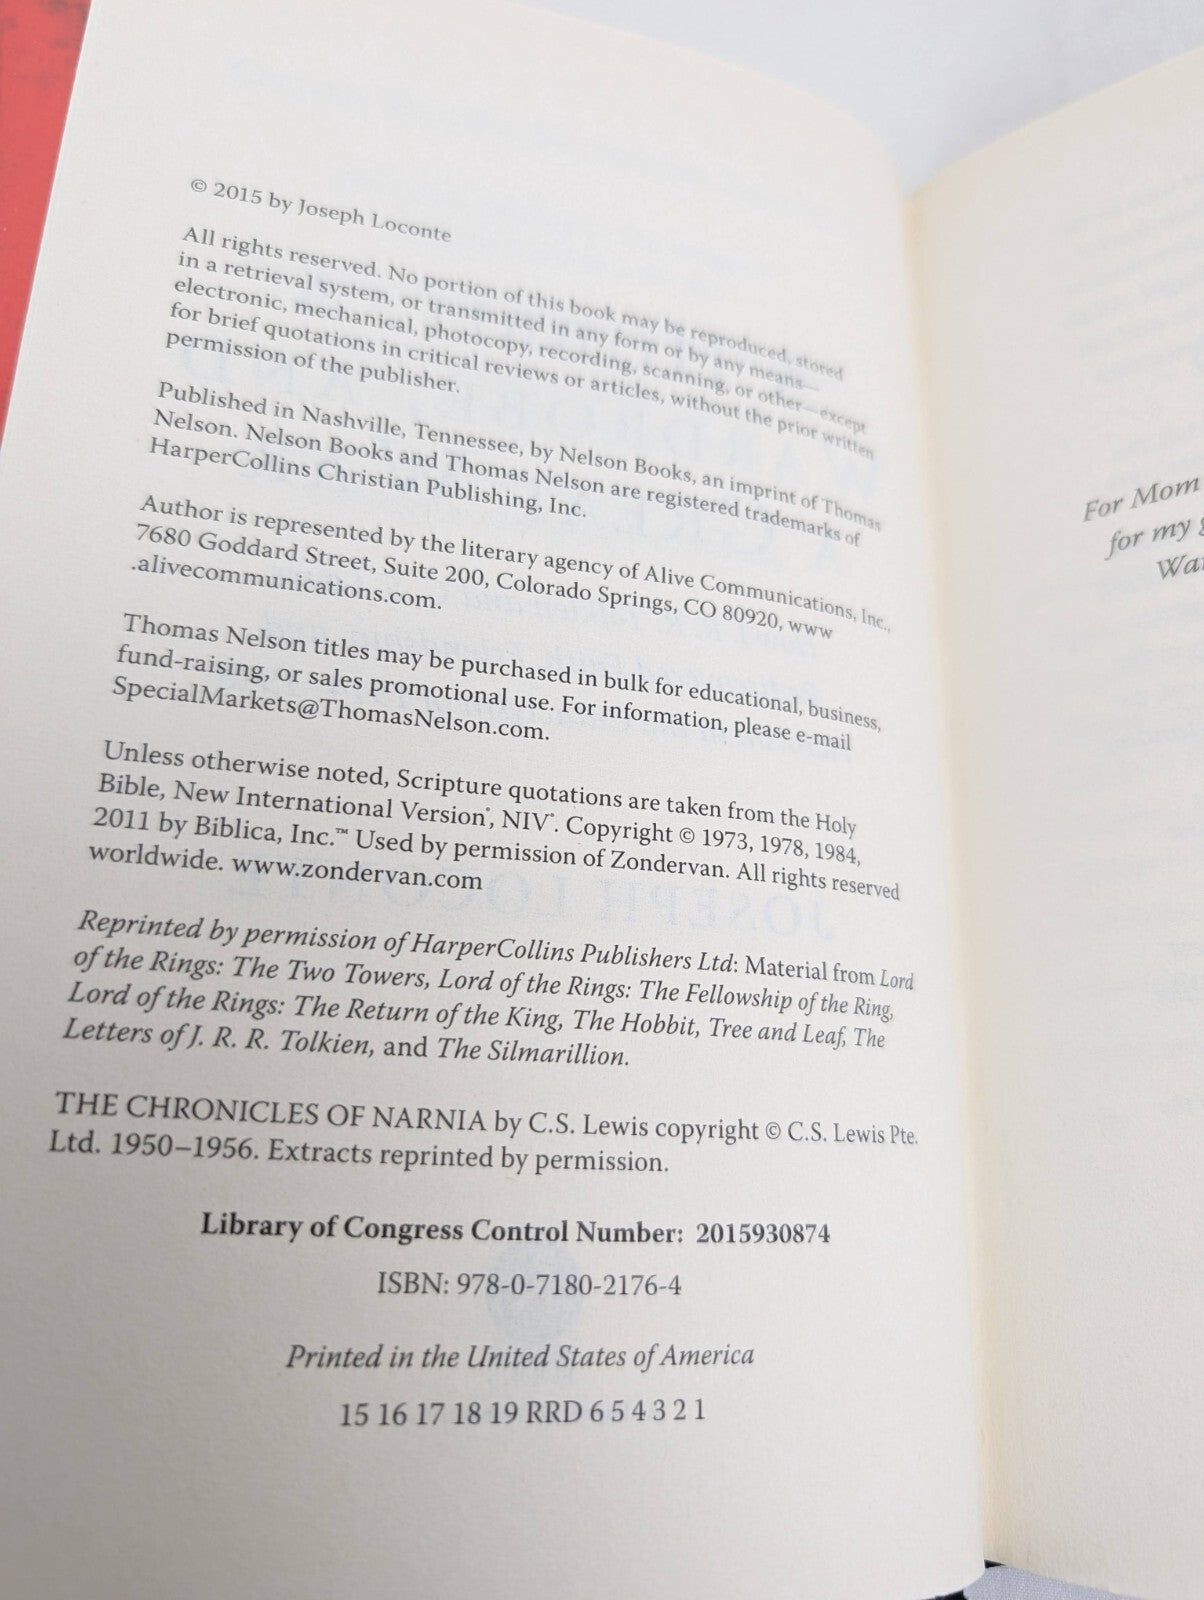 © 2015 by Joseph Loconte
All rights reserved. No portion of this book may be reproduced, stored
in a retrieval system, or transmitted in any form or by any means—
electronic, mechanical, photocopy, recording, scanning, or other—except
for brief quotations in critical reviews or articles, without the prior written
permission of the publisher.
Published in Nashville, Tennessee, by Nelson Books, an imprint of Thomas
Nelson. Nelson Books and Thomas Nelson are registered trademarks of
HarperCollins Christian Publishing, Inc.
Author is represented by the literary agency of Alive Communications, Inc.,
7680 Goddard Street, Suite 200, Colorado Springs, CO 80920, www
.alivecommunications.com.
Thomas Nelson titles may be purchased in bulk for educational, business,
fund-raising, or sales promotional use. For information, please e-mail
SpecialMarkets@ThomasNelson.com.
Unless otherwise noted, Scripture quotations are taken from the Holy
Bible, New International Version®, NIV®. Copyright © 1973, 1978, 1984,
2011 by Biblica, Inc.™ Used by permission of Zondervan. All rights reserved
worldwide. www.zondervan.com
Reprinted by permission of HarperCollins Publishers Ltd: Material from Lord
of the Rings: The Two Towers, Lord of the Rings: The Fellowship of the Ring,
Lord of the Rings: The Return of the King, The Hobbit, Tree and Leaf, The
Letters of J. R. R. Tolkien, and The Silmarillion.
THE CHRONICLES OF NARNIA by C.S. Lewis copyright © C.S. Lewis Pte.
Ltd. 1950–1956. Extracts reprinted by permission.
Library of Congress Control Number: 2015930874
ISBN: 978-0-7180-2176-4
Printed in the United States of America
15 16 17 18 19 RRD 6 5 4 3 2 1
For Mom
for my